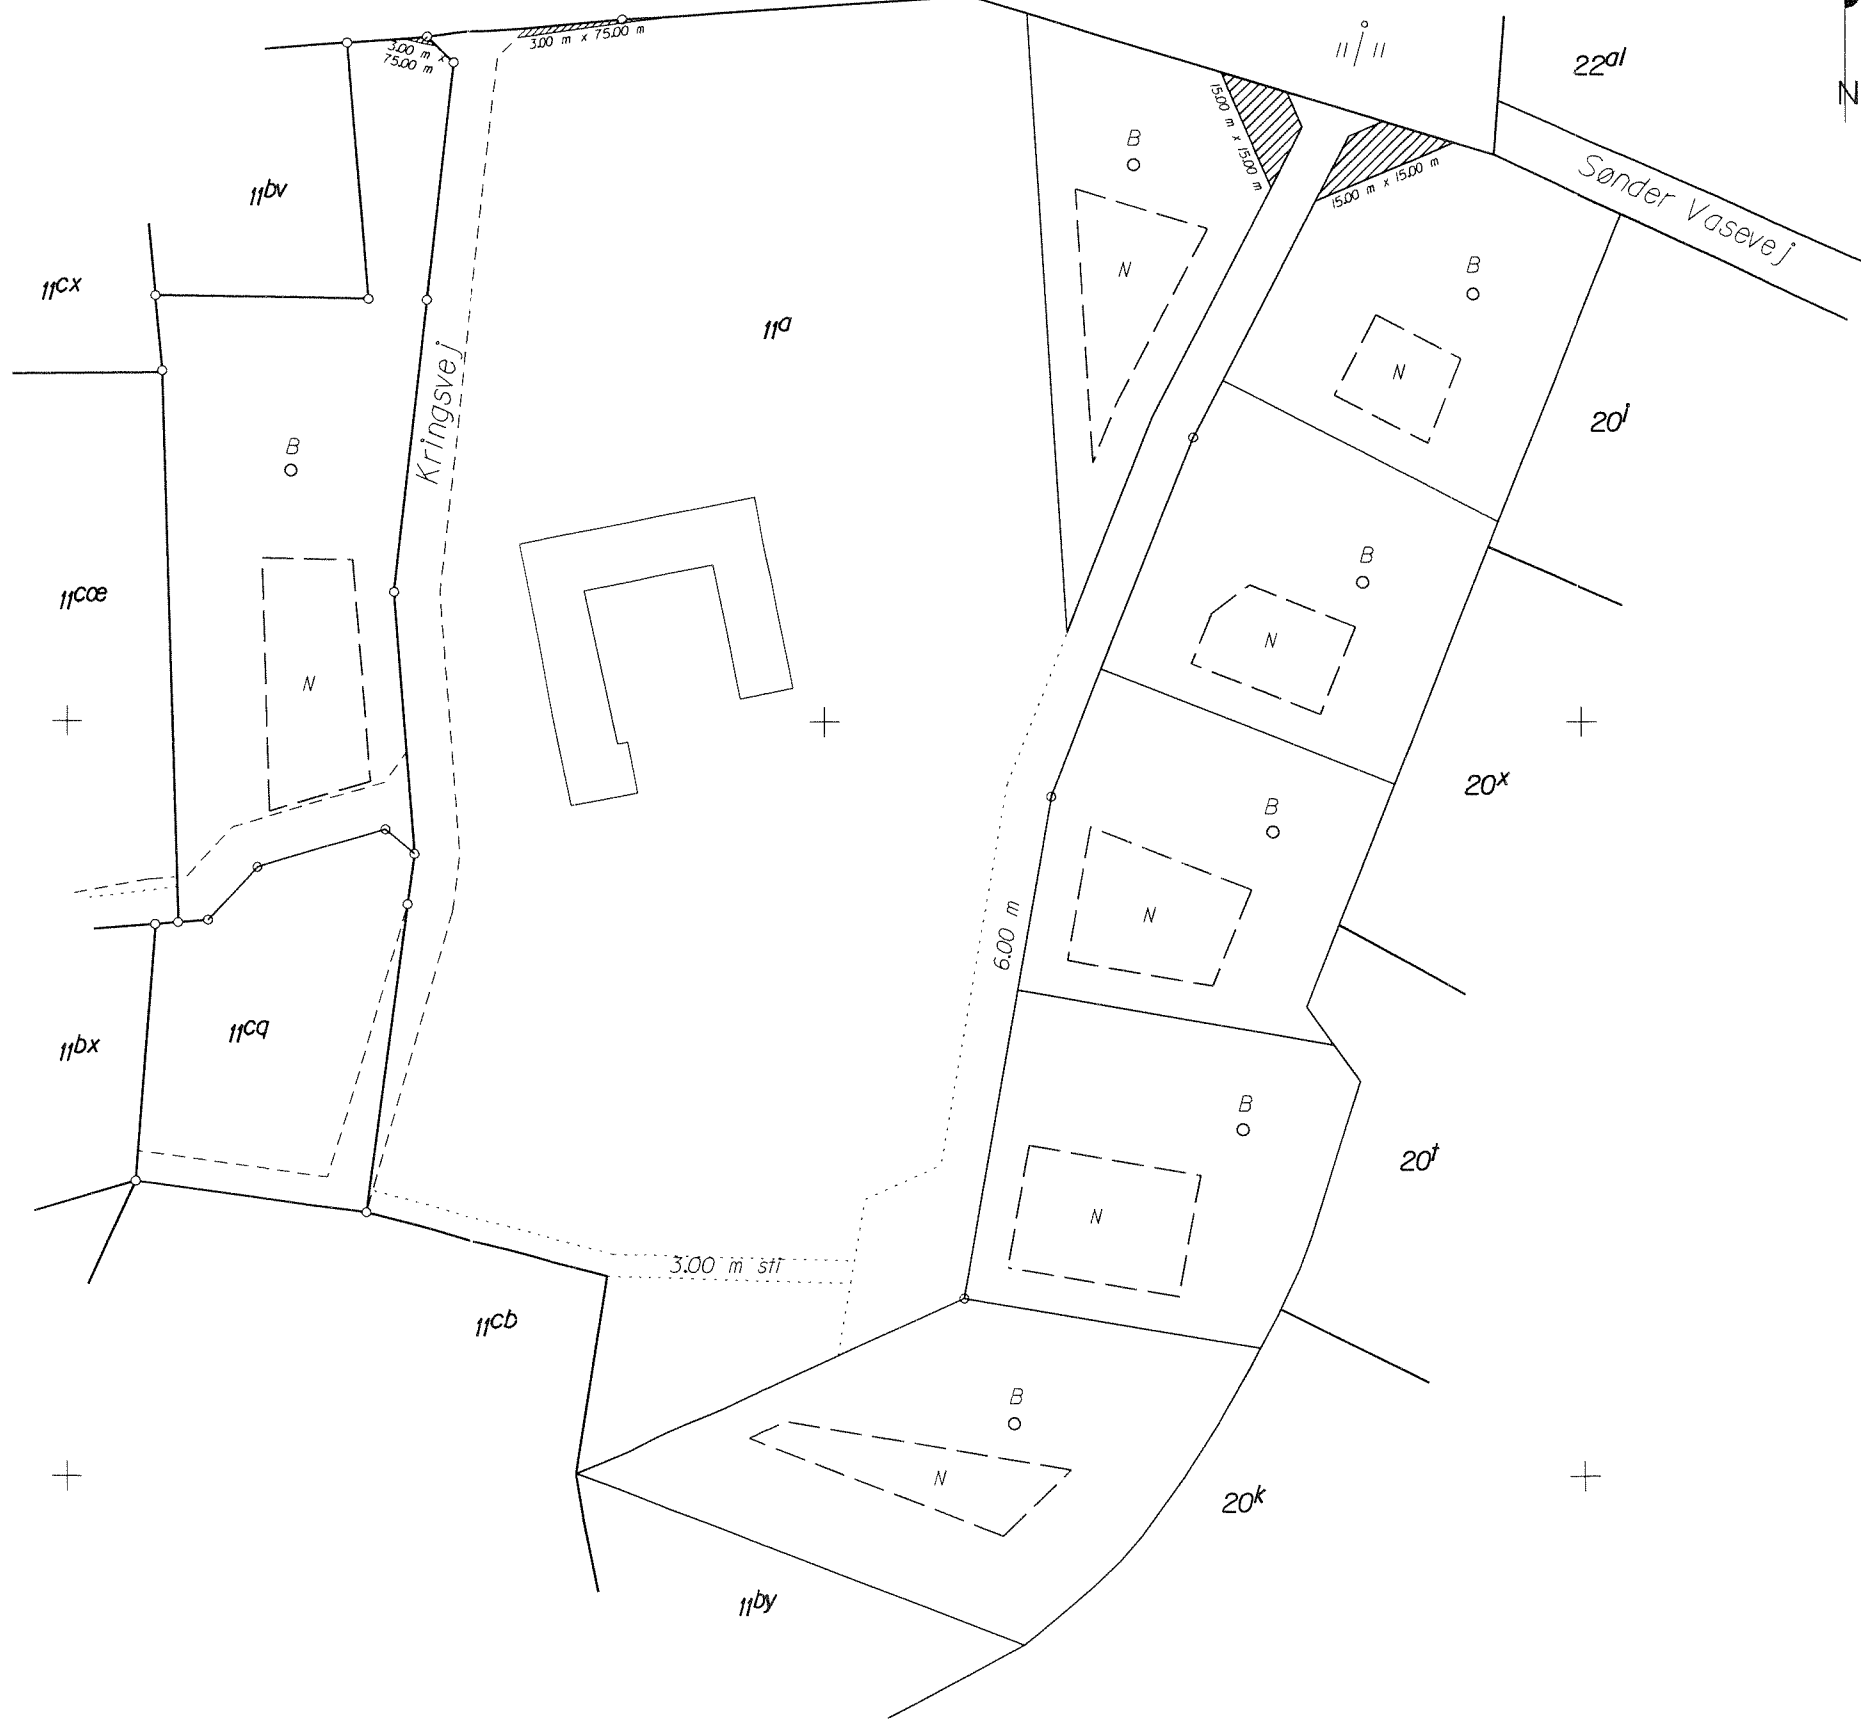 3.00 m x
75.00 m
3.00 m x 75.00 m
22al
N
15.00 m x 15.00 m
15.00 m x 15.00 m
Sønder Vasevej
B
11bv
B
N
11cx
11a
N
Kringsvej
20i
B
B
11cæ
N
N
20x
B
N
6.00 m
11cq
11bx
B
20t
N
3.00 m sti
11cb
B
N
20k
11by